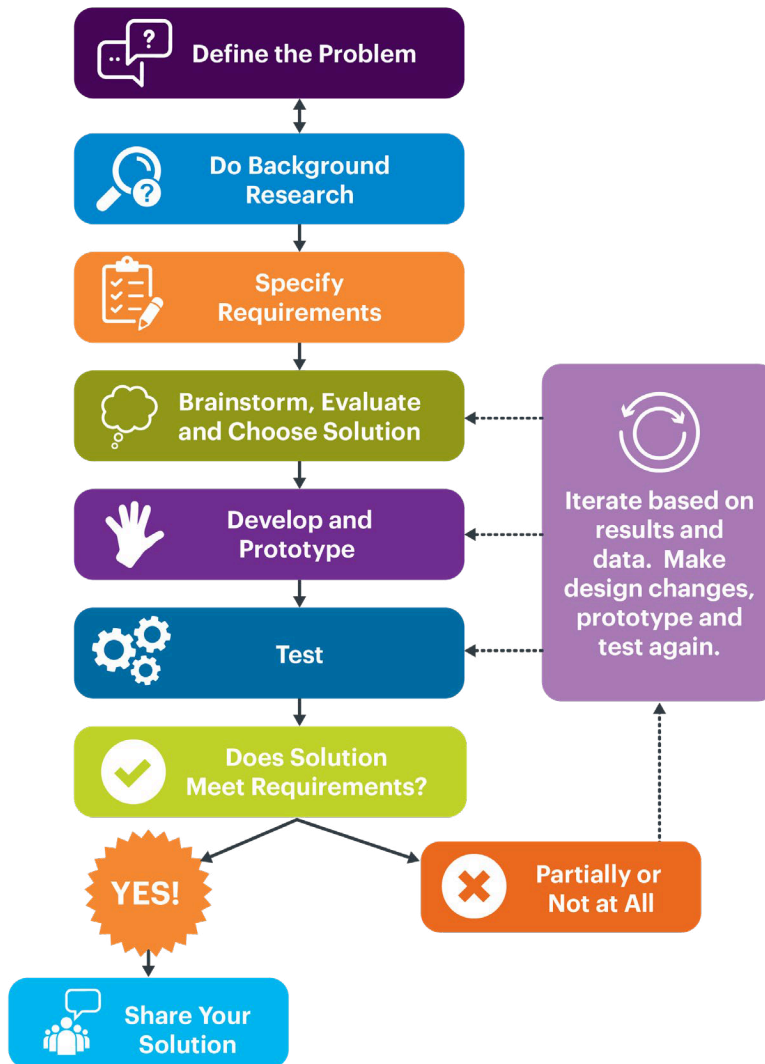 Define the Problem
Do Background
Research
Specify
Requirements
Brainstorm, Evaluate
and Choose Solution
Develop and
Prototype
Test
Does Solution
Meet Requirements?
YES!
Partially or
Not at All
Iterate based on
results and
data. Make
design changes,
prototype and
test again.
Share Your
Solution